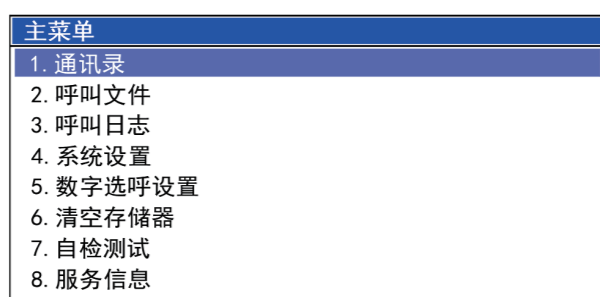 主菜单
1.通讯录
2.呼叫文件
3.呼叫日志
4.系统设置
5.数字选呼设置
6.清空存储器
7.自检测试
8.服务信息